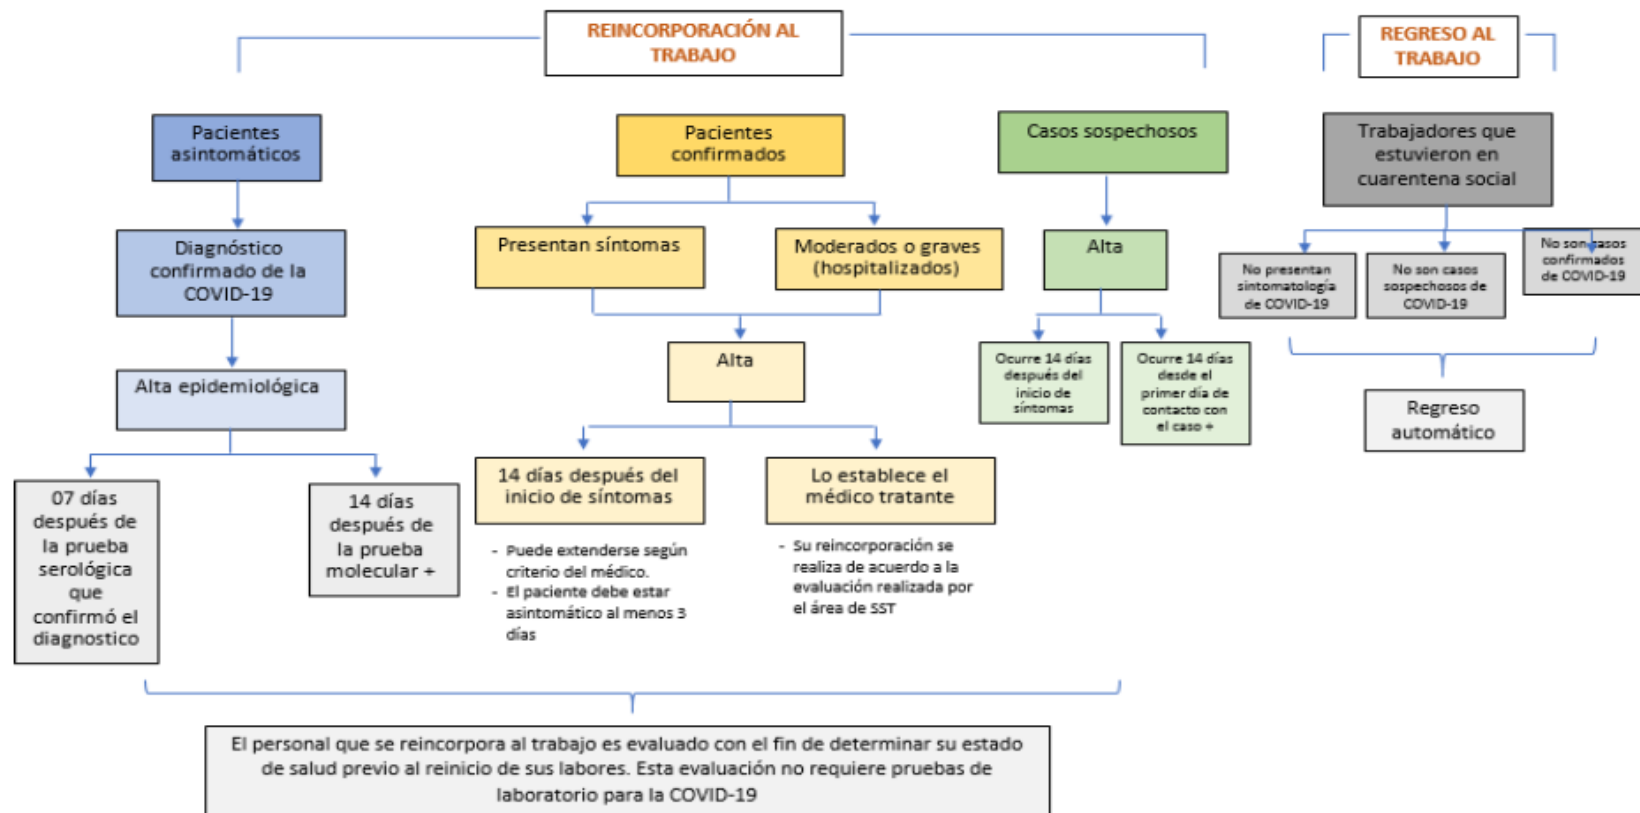 REINCORPORACIÓN AL
TRABAJO
REGRESO AL
TRABAJO
Pacientes
asintomáticos
Pacientes
confirmados
Casos sospechosos
Trabajadores que
estuvieron en
cuarentena social
Diagnóstico
confirmado de la
COVID-19
Presentan síntomas
Moderados o graves
(hospitalizados)
Alta
No presentan
sintomatología
de COVID-19
No son casos
sospechosos de
COVID-19
No son casos
confirmados
de COVID-19
Alta epidemiológica
Alta
Ocurre 14 días
después del
inicio de
síntomas
Ocurre 14 días
desde el
primer día de
contacto con
el caso +
Regreso
automático
07 días
después de
la prueba
serológica
que
confirmó el
diagnostico
14 días
después de
la prueba
molecular +
14 días después del
inicio de síntomas
- Puede extenderse según
criterio del médico.
- El paciente debe estar
asintomático al menos 3
días
Lo establece el
médico tratante
- Su reincorporación se
realiza de acuerdo a la
evaluación realizada por
el área de SST
El personal que se reincorpora al trabajo es evaluado con el fin de determinar su estado
de salud previo al reinicio de sus labores. Esta evaluación no requiere pruebas de
laboratorio para la COVID-19